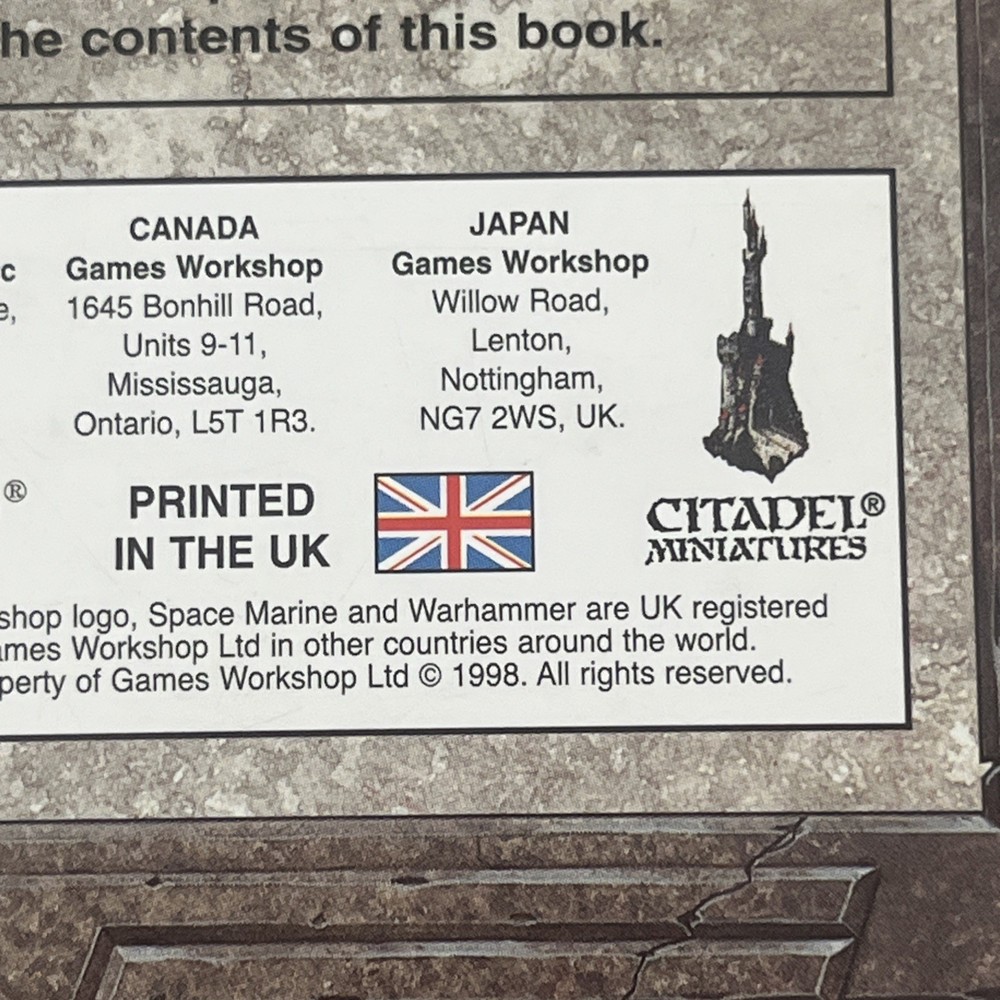 he contents of this book.
CANADA
Games Workshop
1645 Bonhill Road,
Units 9-11,
Mississauga,
Ontario, L5T 1R3.
JAPAN
Games Workshop
Willow Road,
Lenton,
Nottingham,
NG7 2WS, UK.
c
e,
®
PRINTED
IN THE UK
CITADEL®
MINIATURES
shop logo, Space Marine and Warhammer are UK registered
mes Workshop Ltd in other countries around the world.
perty of Games Workshop Ltd © 1998. All rights reserved.